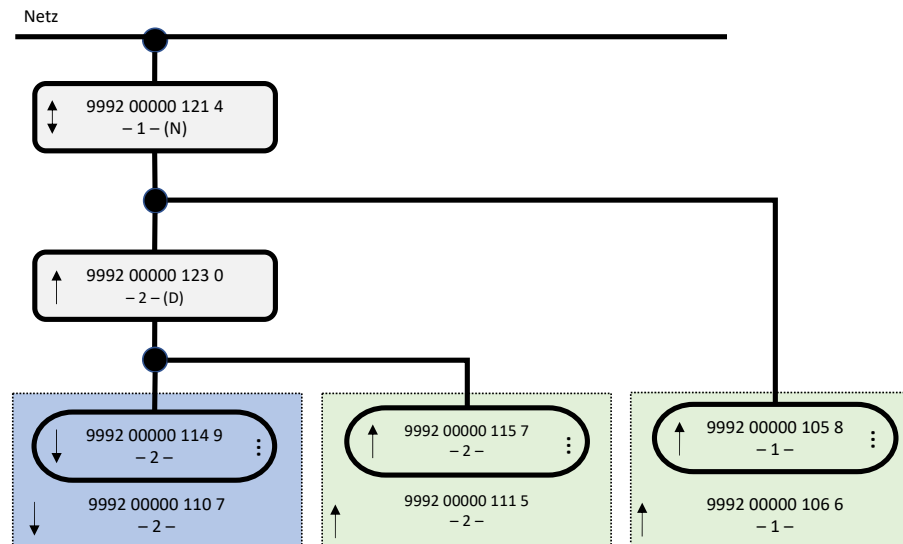 Netz
9992 00000 121 4
– 1 – (N)
9992 00000 123 0
– 2 – (D)
9992 00000 114 9
– 2 –
9992 00000 110 7
– 2 –
9992 00000 115 7
– 2 –
9992 00000 111 5
– 2 –
9992 00000 105 8
– 1 –
9992 00000 106 6
– 1 –